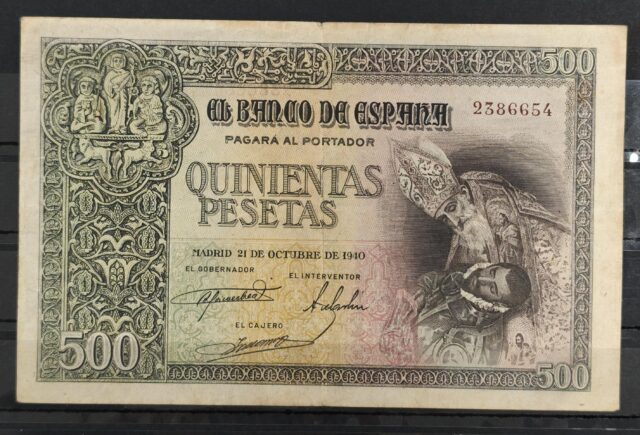 500
EL BANCO DE ESPAÑA
2386654
PAGARÁ AL PORTADOR
QUINIENTAS
PESETAS
MADRID 21 DE OCTUBRE DE 1940
EL GOBERNADOR
EL INTERVENTOR
EL CAJERO
500
500